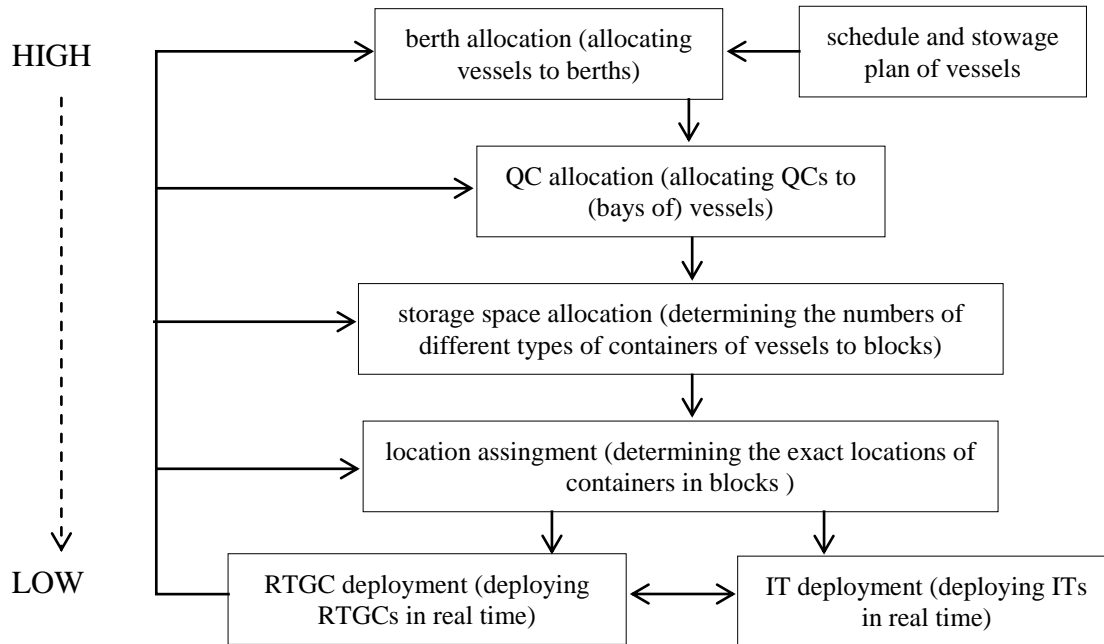 HIGH
berth allocation (allocating
vessels to berths)
schedule and stowage
plan of vessels
QC allocation (allocating QCs to
(bays of) vessels)
storage space allocation (determining the numbers of
different types of containers of vessels to blocks)
location assingment (determining the exact locations of
containers in blocks )
LOW
RTGC deployment (deploying
RTGCs in real time)
IT deployment (deploying ITs
in real time)